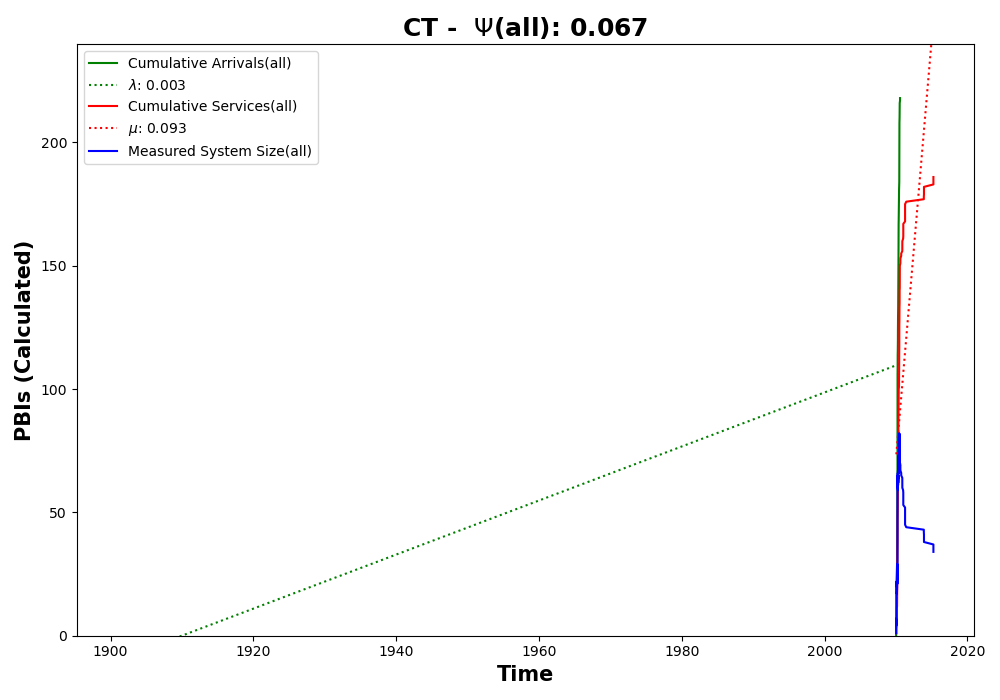 CT -  Ψ(all): 0.067
Cumulative Arrivals(all)
λ: 0.003
Cumulative Services(all)
μ: 0.093
Measured System Size(all)
PBIs (Calculated)
200
150
100
50
0
1900 1920 1940 1960 1980 2000 2020
Time